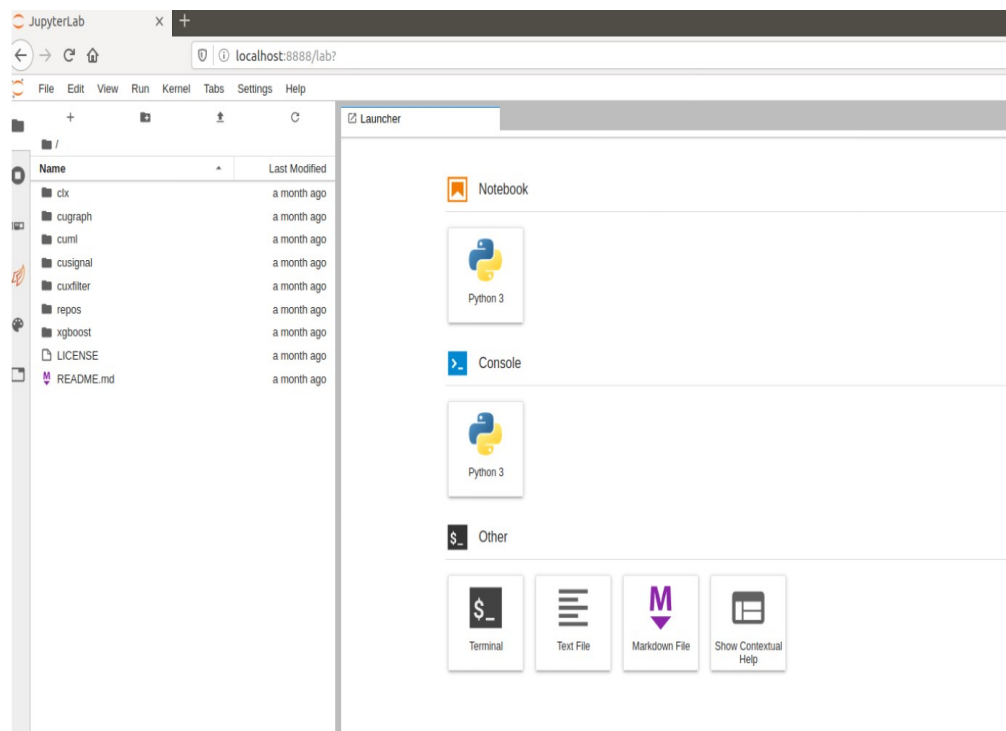 JupyterLab
localhost:8888/lab?
File Edit View Run Kernel Tabs Settings Help
/
Name Last Modified
clx a month ago
cugraph a month ago
cuml a month ago
cusignal a month ago
cuxfilter a month ago
repos a month ago
xgboost a month ago
LICENSE a month ago
README.md a month ago
Launcher
Notebook
Python 3
Console
Python 3
$_ Other
$_ M
Terminal Text File Markdown File Show Contextual
Help